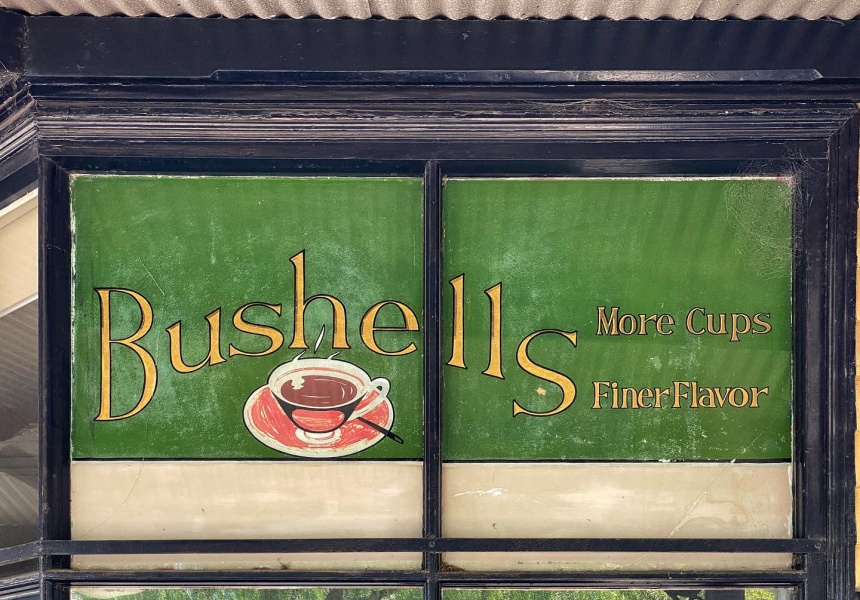 Bushells
More Cups
Finer Flavor